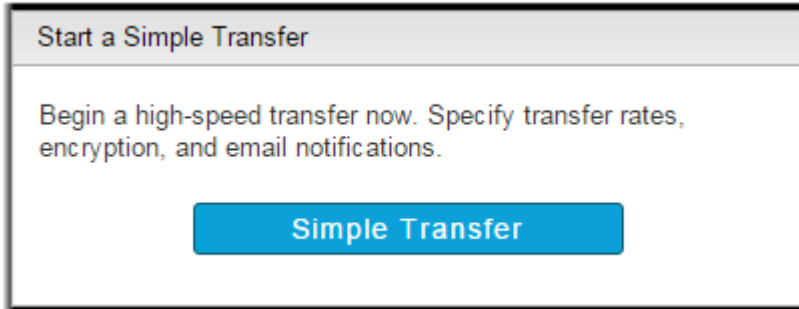 Start a Simple Transfer
Begin a high-speed transfer now. Specify transfer rates,
encryption, and email notifications.
Simple Transfer